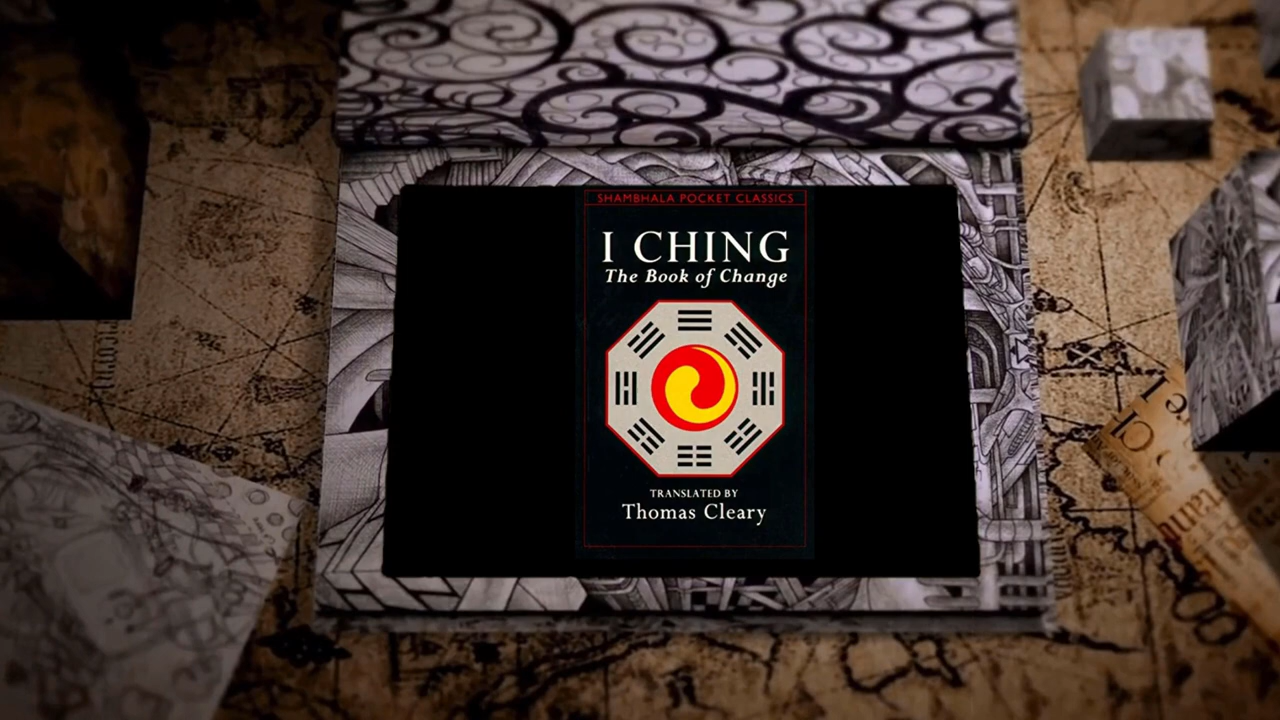 SHAMBHALA POCKET CLASSICS
I CHING
The Book of Change
TRANSLATED BY
Thomas Cleary